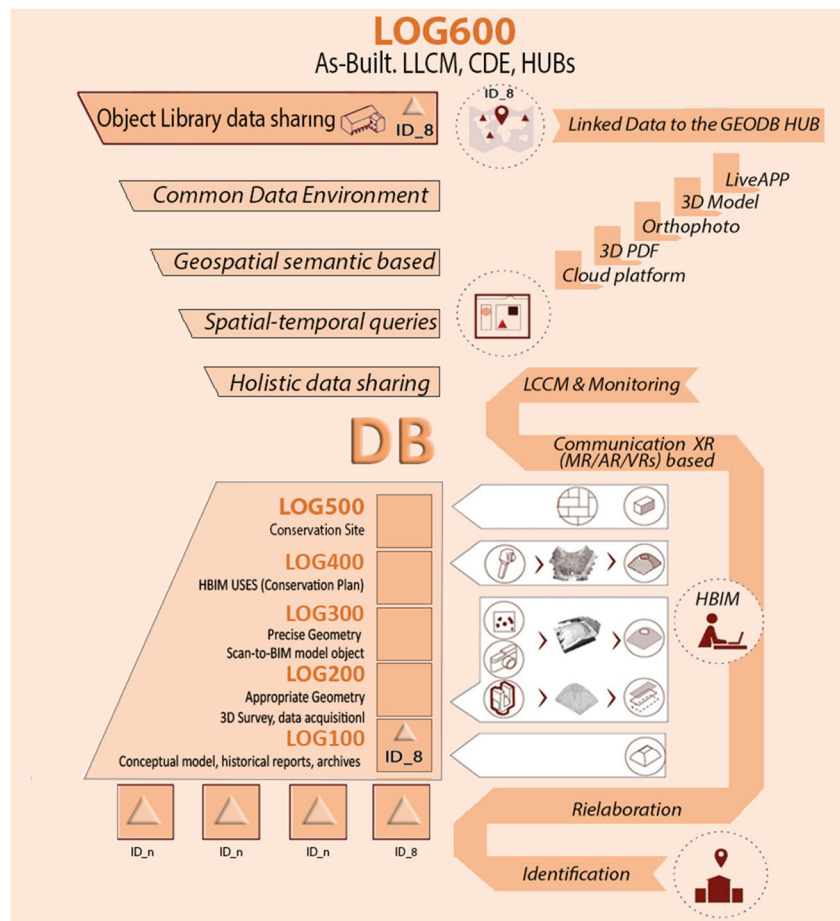 LOG600
As-Built. LLCM, CDE, HUBs
Object Library data sharing
ID_8
ID_8
Linked Data to the GEODB HUB
Common Data Environment
LiveAPP
3D Model
Orthophoto
3D PDF
Cloud platform
Geospatial semantic based
Spatial-temporal queries
Holistic data sharing
LCCM & Monitoring
DB
Communication XR
(MR/AR/VRs) based
LOG500
Conservation Site
LOG400
HBIM USES (Conservation Plan)
LOG300
Precise Geometry
Scan-to-BIM model object
LOG200
Appropriate Geometry
3D Survey, data acquisitionl
LOG100
Conceptual model, historical reports, archives
ID_8
HBIM
ID_n
ID_n
ID_n
ID_8
Rielaboration
Identification